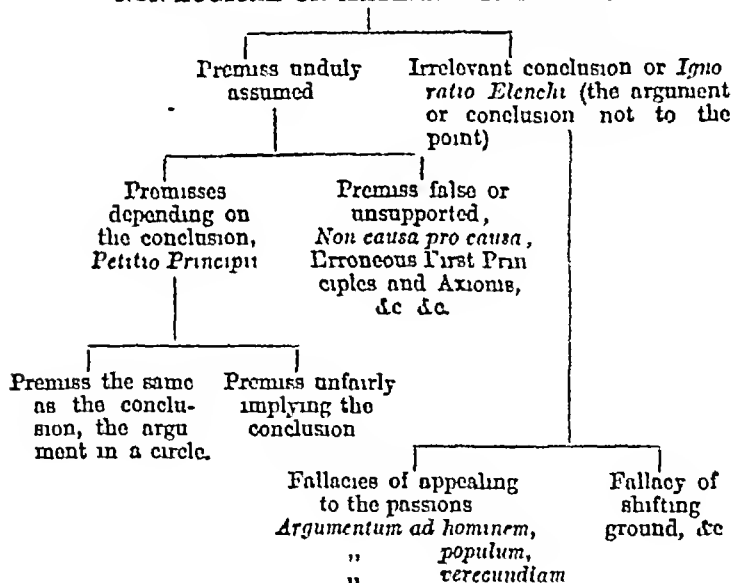 Premiss unduly
assumed
Irrelevant conclusion or Igno
ratio Elenchi (the argument
or conclusion not to the
point)
Premisses
depending on
the conclusion,
Petitio Principii
Premiss false or
unsupported,
Non causa pro causa,
Erroneous First Prin
ciples and Axioms,
&c &c.
Premiss the same
as the conclu-
sion, the argu
ment in a circle.
Premiss unfairly
implying the
conclusion
Fallacies of appealing
to the passions
Argumentum ad hominem,
,, populum,
,, verecundiam
Fallacy of
shifting
ground, &c